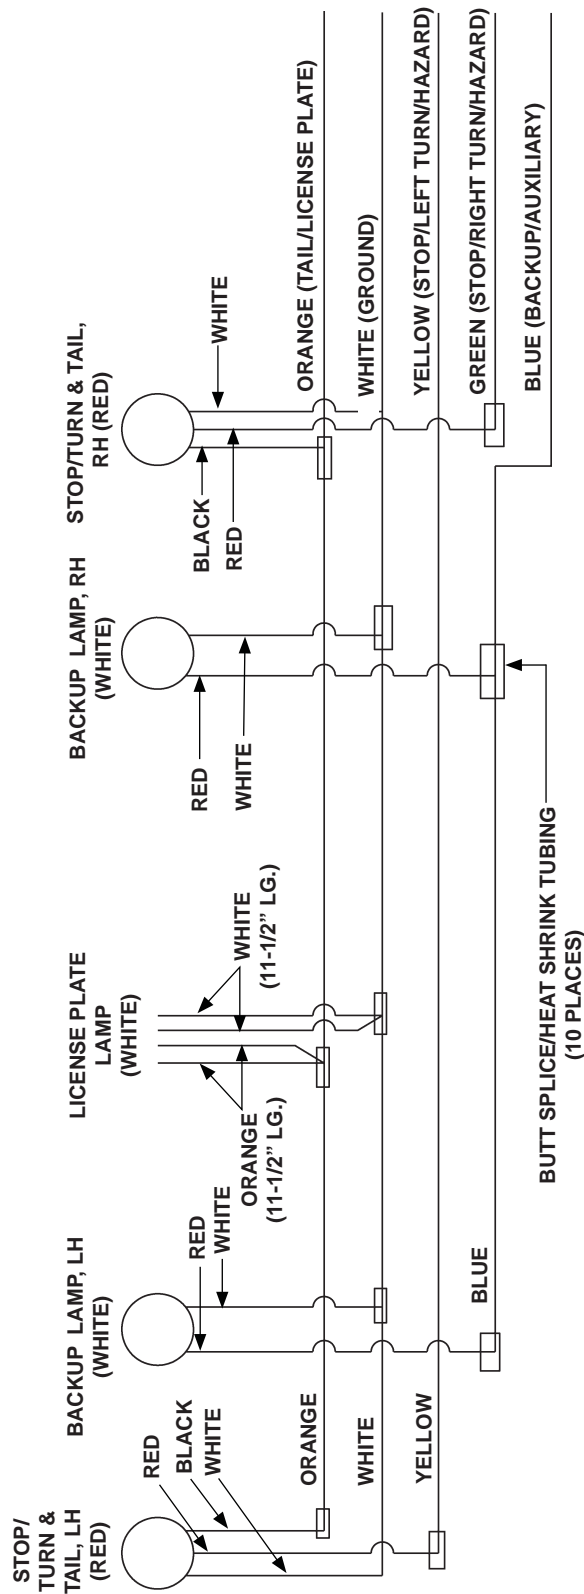 STOP/
TURN &
TAIL, LH
(RED)
BACKUP LAMP, LH
(WHITE)
LICENSE PLATE
LAMP
(WHITE)
BACKUP LAMP, RH
(WHITE)
STOP/TURN & TAIL,
RH (RED)
RED
BLACK
WHITE
RED
WHITE
ORANGE
(11-1/2" LG.)
WHITE
(11-1/2" LG.)
RED
WHITE
BLACK
RED
WHITE
ORANGE
ORANGE (TAIL/LICENSE PLATE)
WHITE
WHITE (GROUND)
YELLOW
YELLOW (STOP/LEFT TURN/HAZARD)
GREEN (STOP/RIGHT TURN/HAZARD)
BLUE
BLUE (BACKUP/AUXILIARY)
BUTT SPLICE/HEAT SHRINK TUBING
(10 PLACES)